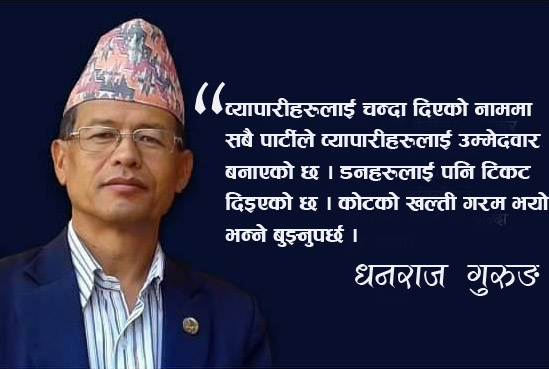 “ व्यापारीहरुलाई चन्दा दिएको नाममा
सबै पार्टीले व्यापारीहरुलाई उम्मेदवार
बनाएको छ । डनहरुलाई पनि टिकट
दिइएको छ । कोटको खल्ती गरम भयो
भन्ने बुझ्नुपर्छ ।
धनराज गुरुङ